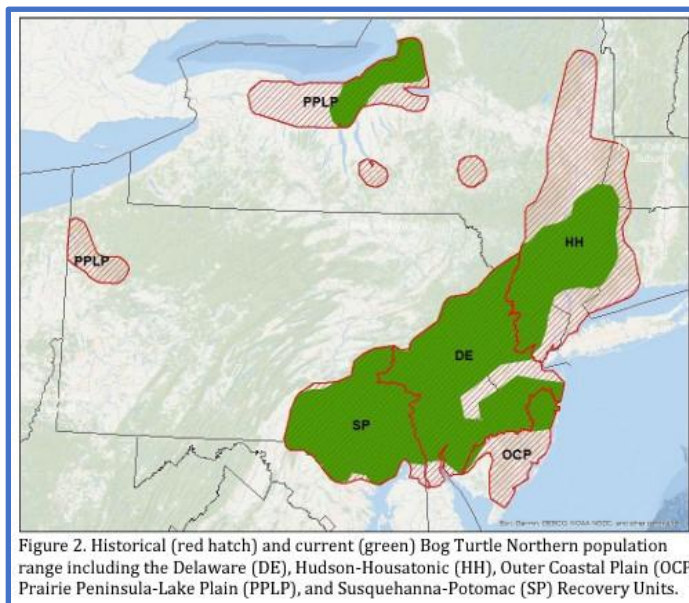 PPLP
PPLP
HH
DE
SP
OCP
Figure 2. Historical (red hatch) and current (green) Bog Turtle Northern population
range including the Delaware (DE), Hudson-Housatonic (HH), Outer Coastal Plain (OCP
Prairie Peninsula-Lake Plain (PPLP), and Susquehanna-Potomac (SP) Recovery Units.